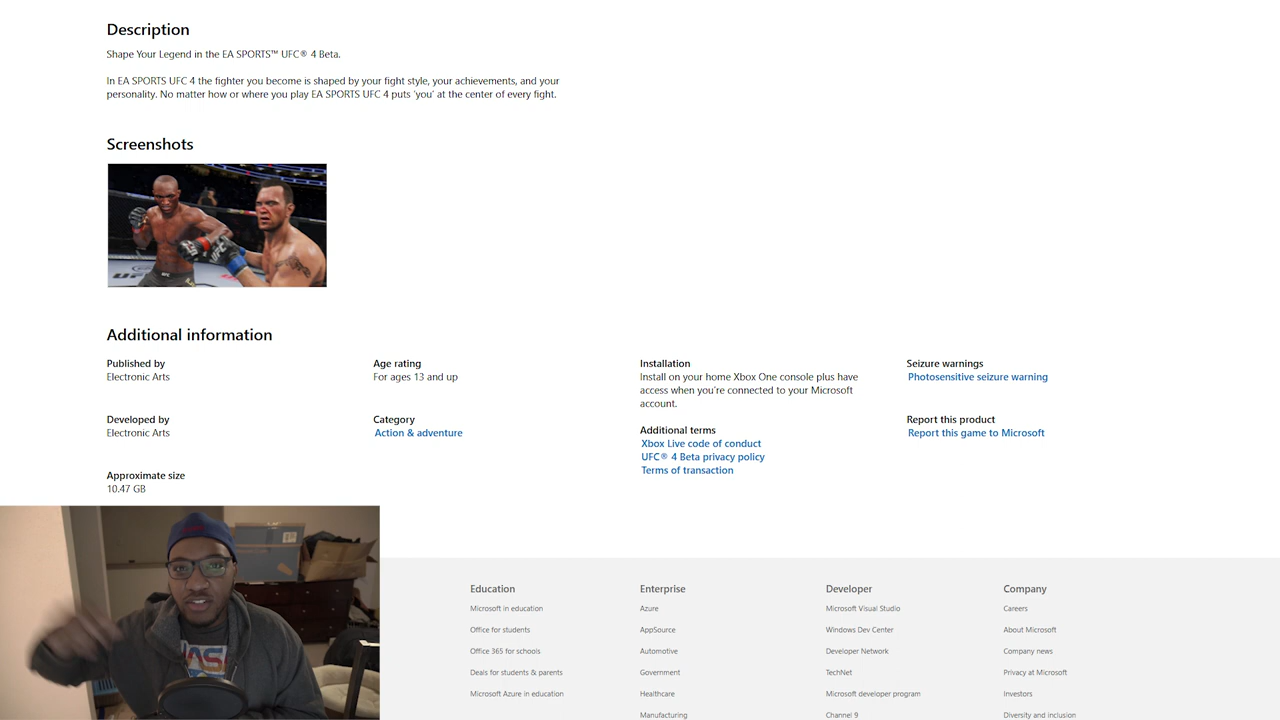 Description
Shape Your Legend in the EA SPORTS™ UFC® 4 Beta.
In EA SPORTS UFC 4 the fighter you become is shaped by your fight style, your achievements, and your
personality. No matter how or where you play EA SPORTS UFC 4 puts 'you' at the center of every fight.
Screenshots
UFC
Additional information
Published by
Electronic Arts
Age rating
For ages 13 and up
Installation
Install on your home Xbox One console plus have
access when you're connected to your Microsoft
account.
Seizure warnings
Photosensitive seizure warning
Developed by
Electronic Arts
Category
Action & adventure
Additional terms
Xbox Live code of conduct
UFC® 4 Beta privacy policy
Terms of transaction
Report this product
Report this game to Microsoft
Approximate size
10.47 GB
Education
Microsoft in education
Office for students
Office 365 for schools
Deals for students & parents
Microsoft Azure in education
Enterprise
Azure
AppSource
Automotive
Government
Healthcare
Manufacturing
Developer
Microsoft Visual Studio
Windows Dev Center
Developer Network
TechNet
Microsoft developer program
Channel 9
Company
Careers
About Microsoft
Company news
Privacy at Microsoft
Investors
Diversity and inclusion